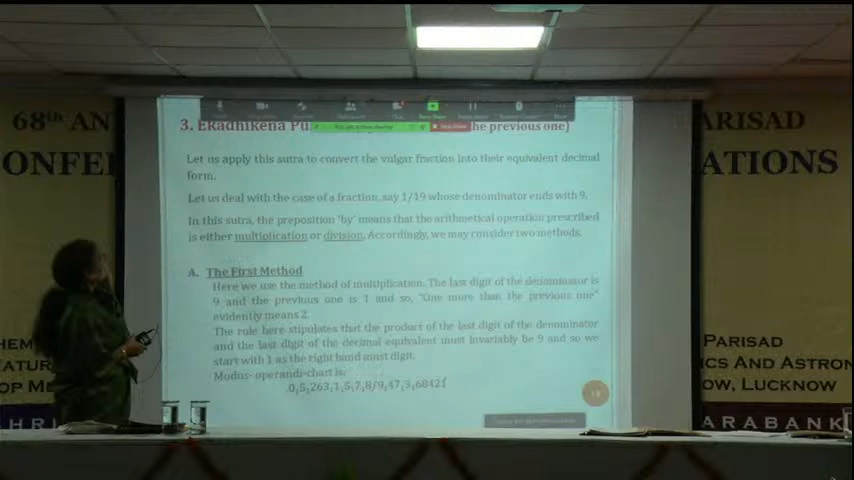 68th AN
ARISAD
ONFE
ATIONS
3. Ekadhikena Pu he previous one)
Let us apply this sutra to convert the vulgar fraction into their equivalent decimal
form.
Let us deal with the case of a fraction, say 1/19 whose denominator ends with 9.
In this sutra, the preposition 'by' means that the arithmetical operation prescribed
is either multiplication or division. Accordingly, we may consider two methods.
A. The First Method
Here we use the method of multiplication. The last digit of the denominator is
9 and the previous one is 1 and so, "One more than the previous one"
evidently means 2.
The rule here stipulates that the product of the last digit of the denominator
and the last digit of the decimal equivalent must invariably be 9 and so we
start with 1 as the right hand most digit.
Modus- operandi-chart is:
18
HEM
PARISAD
ATUR
ICS AND ASTRON
OP M
OW, LUCKNOW
HRI
ARABANK